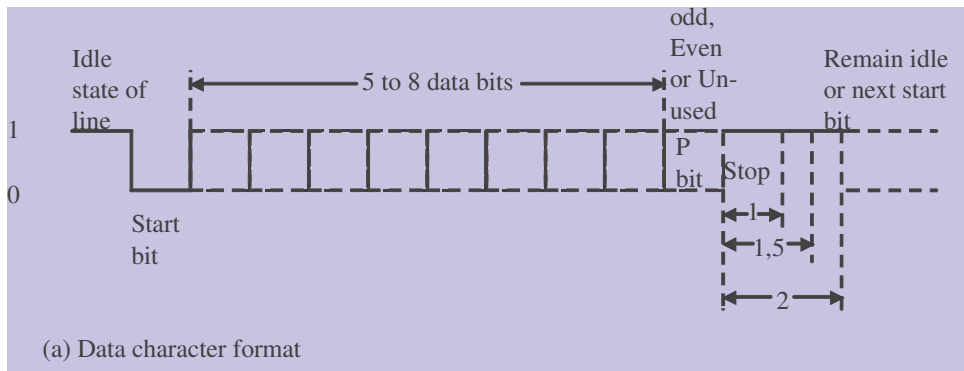 odd,
Even
or Un-
used
Idle
state of
line
5 to 8 data bits
Remain idle
or next start
bit
1
0
P
bit
Stop
Start
bit
1
1,5
2
(a) Data character format